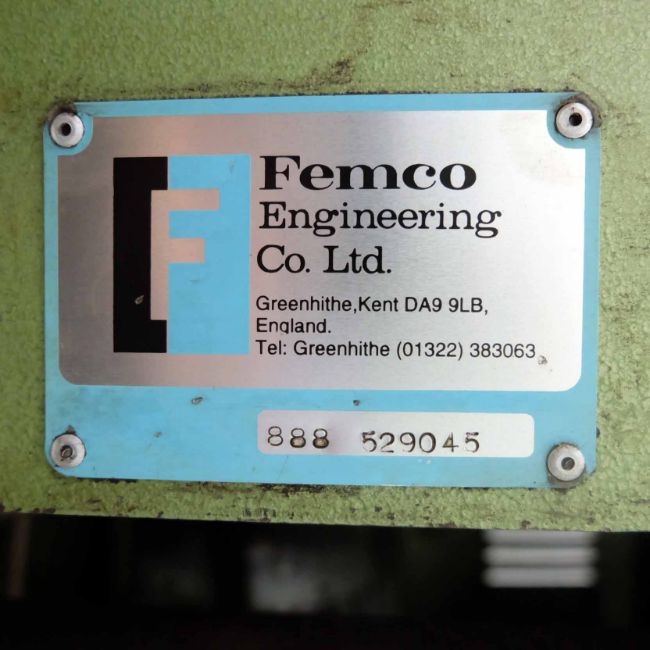 F
Femco
Engineering
Co. Ltd.
Greenhithe,Kent DA9 9LB,
England.
Tel: Greenhithe (01322) 383063
888 529045